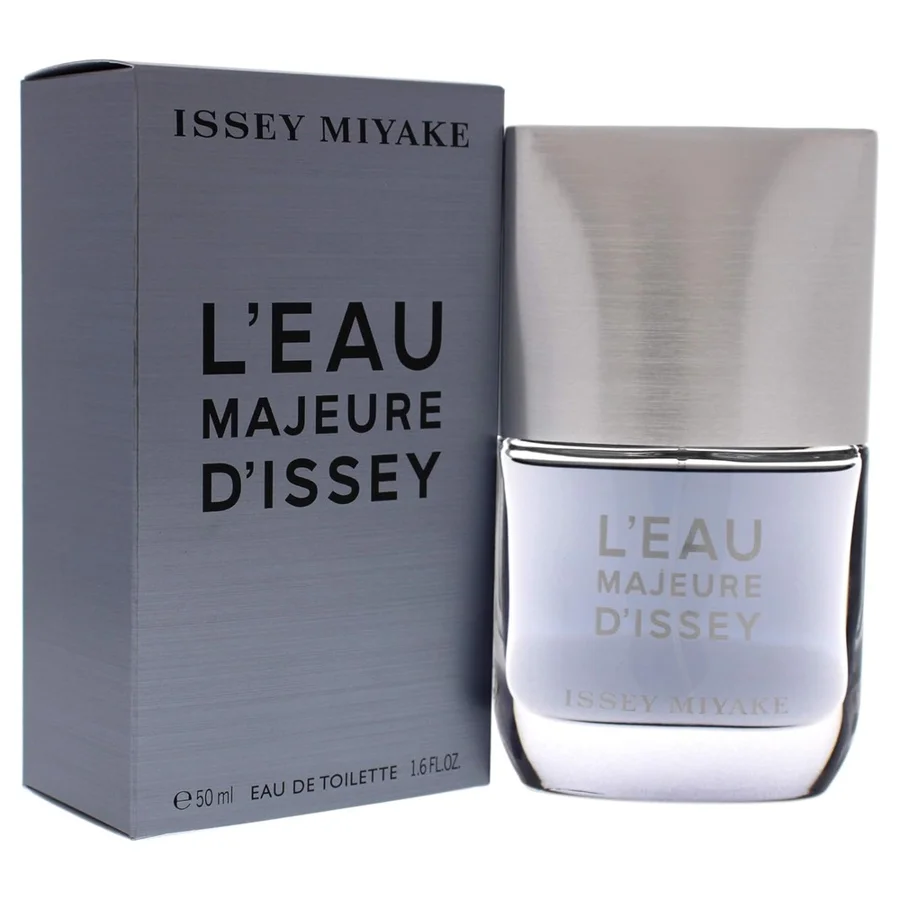 ISSEY MIYAKE
L'EAU
MAJEURE
D'ISSEY
℮ 50 ml EAU DE TOILETTE 1.6 FL.OZ.
L'EAU
MAJEURE
D'ISSEY
ISSEY MIYAKE